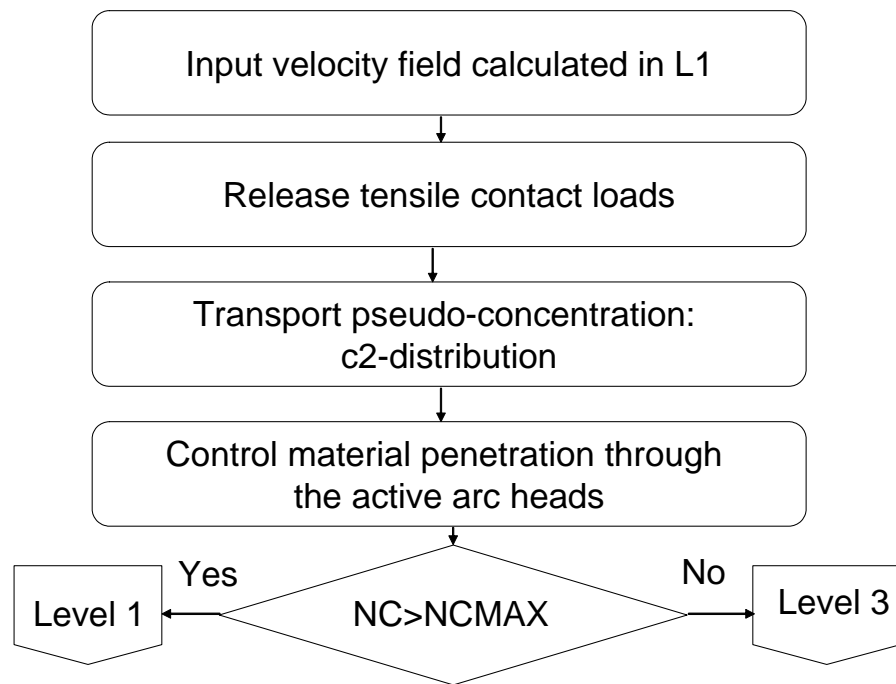 Input velocity field calculated in L1
Release tensile contact loads
Transport pseudo-concentration:
c2-distribution
Control material penetration through
the active arc heads
Yes
No
Level 1
NC>NCMAX
Level 3